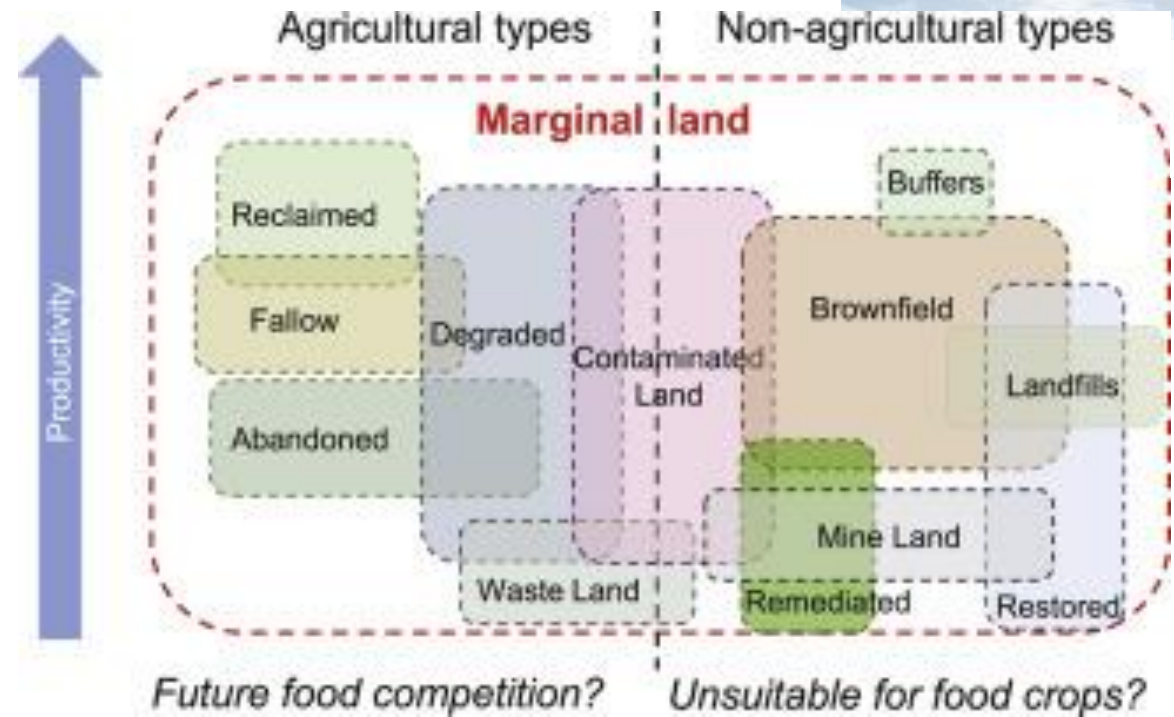 Agricultural types
Non-agricultural types
Marginal land
Productivity
Reclaimed
Buffers
Fallow
Degraded
Brownfield
Contaminated
Land
Landfills
Abandoned
Mine Land
Waste Land
Remediated
Restored
Future food competition?
Unsuitable for food crops?